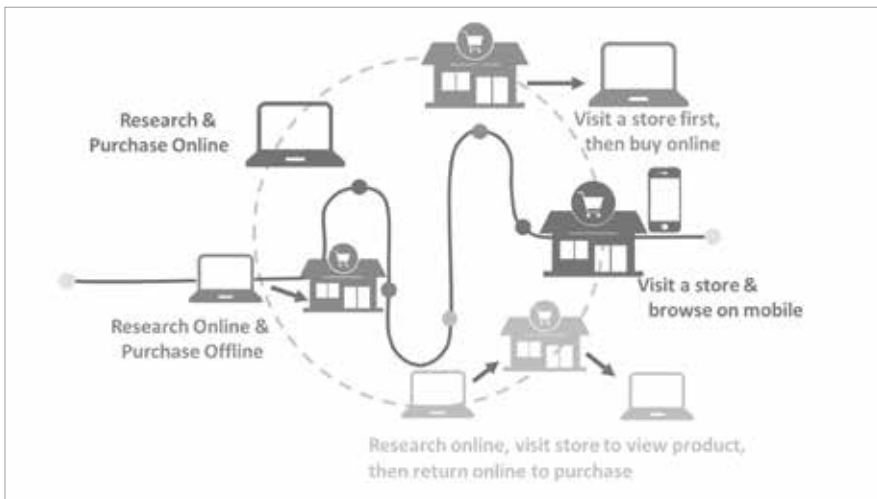 Research &
Purchase Online
Visit a store first,
then buy online
Visit a store &
browse on mobile
Research Online &
Purchase Offline
Research online, visit store to view product,
then return online to purchase